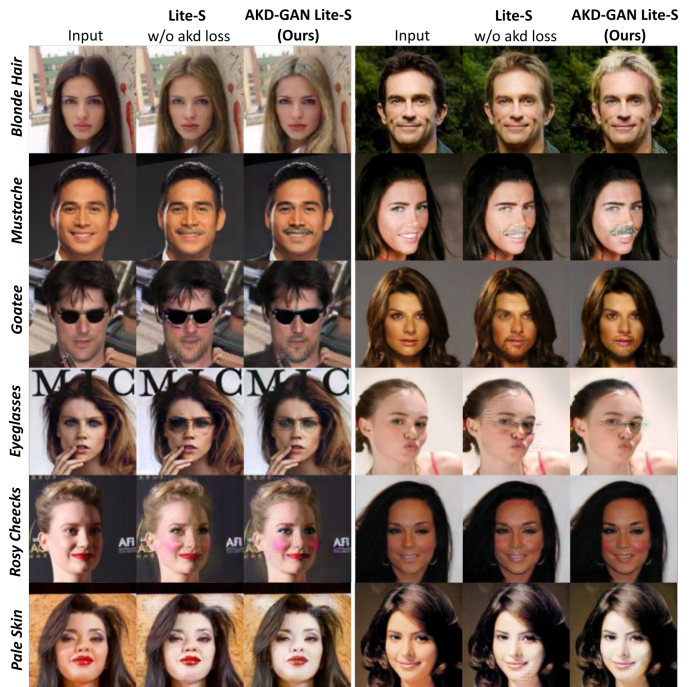 Input
Lite-S
w/o akd loss
AKD-GAN Lite-S
(Ours)
Input
Lite-S
w/o akd loss
AKD-GAN Lite-S
(Ours)
Blonde Hair
Mustache
Goatee
Eyeglasses
MIC
MIC
MIC
Rosy Cheecks
AFI
AFI
AFI
Pale Skin